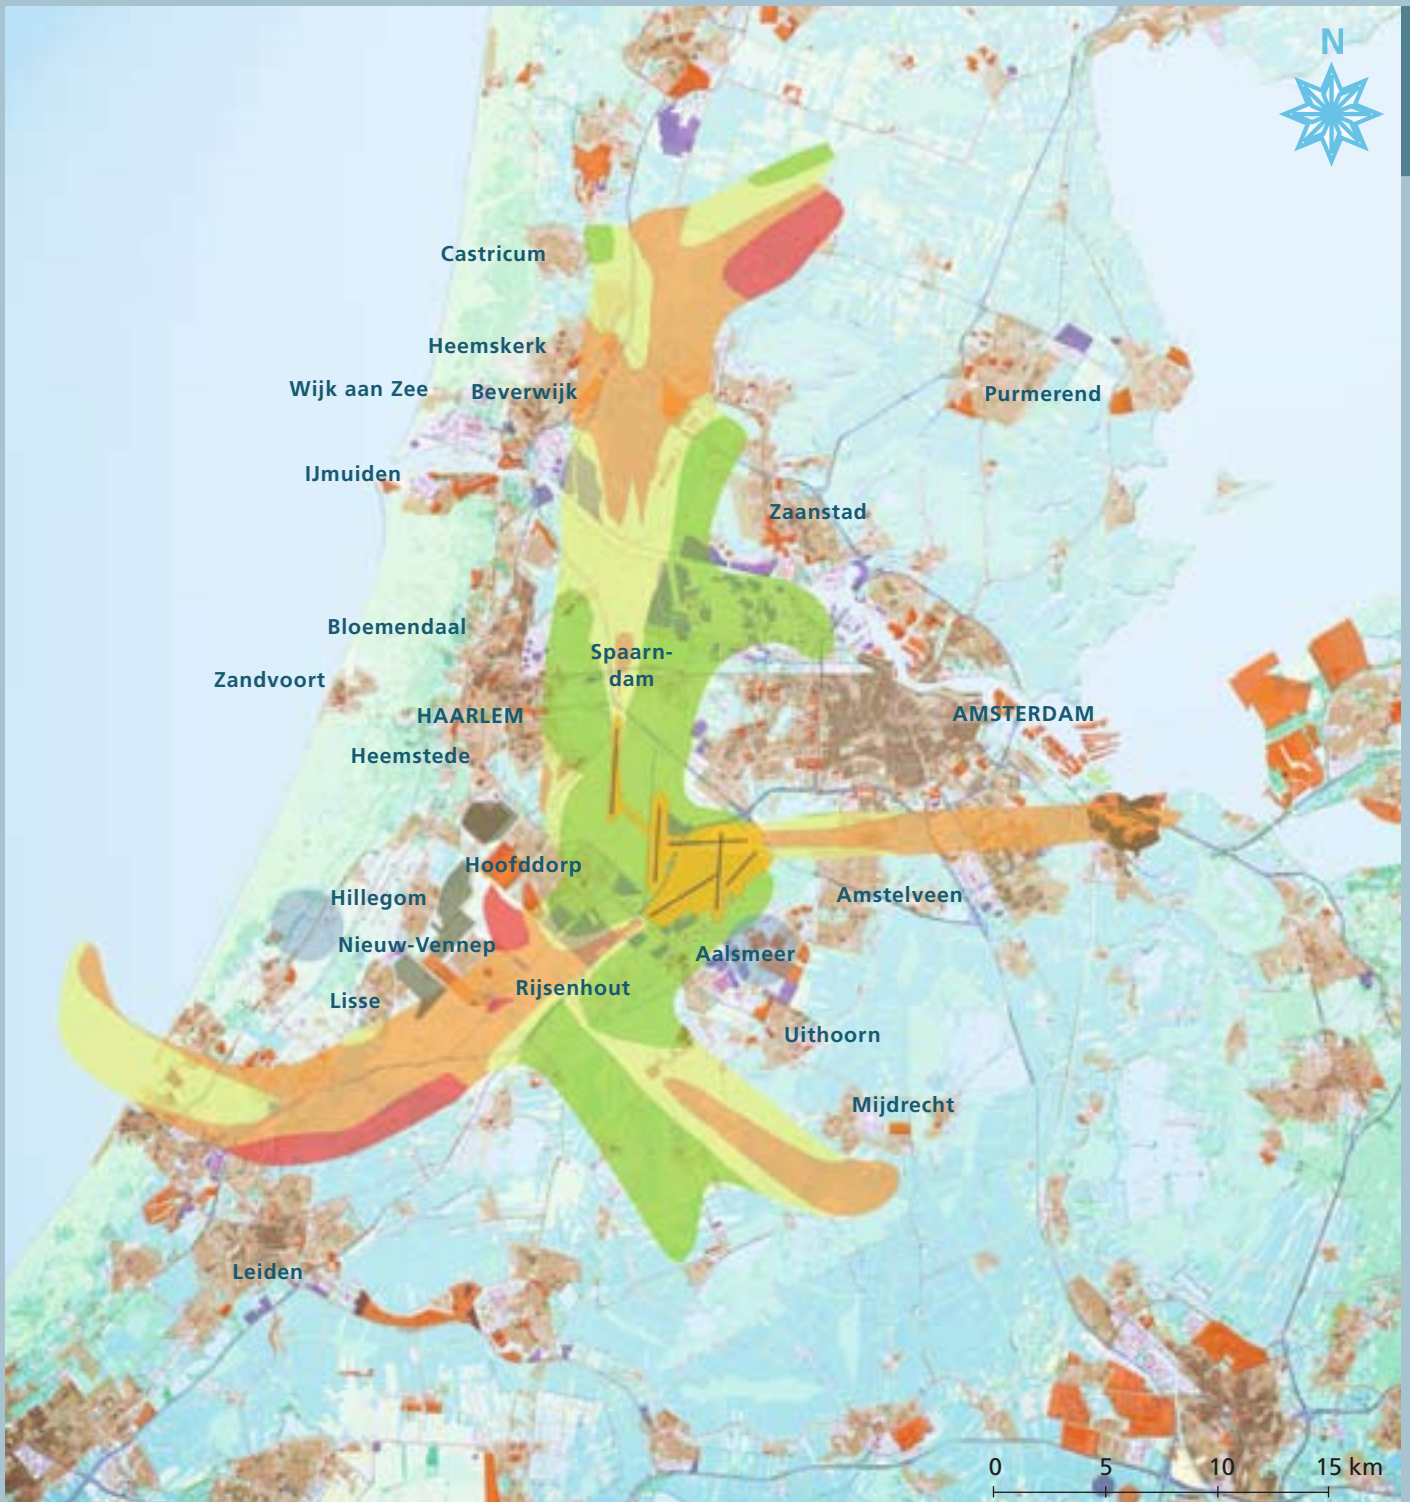 N
Castricum
Heemskerk
Wijk aan Zee
Beverwijk
Purmerend
IJmuiden
Zaanstad
Bloemendaal
Spaarn-
dam
Zandvoort
HAARLEM
AMSTERDAM
Heemstede
Hoofddorp
Hillegom
Amstelveen
Nieuw-Vennep
Aalsmeer
Rijsenhout
Lisse
Uithoorn
Mijdrecht
Leiden
0 5 10 15 km